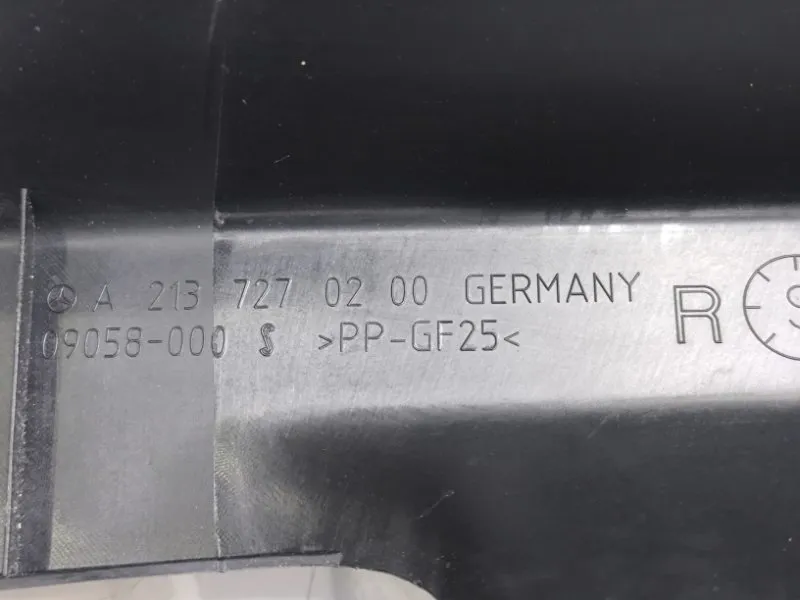 A 213 727 02 00 GERMANY
09058-000 S >PP-GF25<
R
S